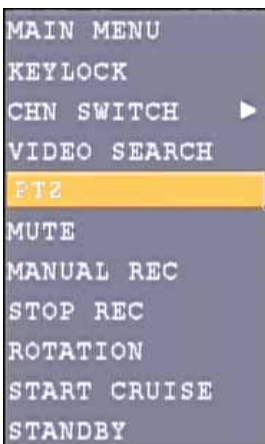 MAIN MENU
KEYLOCK
CHN SWITCH
VIDEO SEARCH
PTZ
MUTE
MANUAL REC
STOP REC
ROTATION
START CRUISE
STANDBY